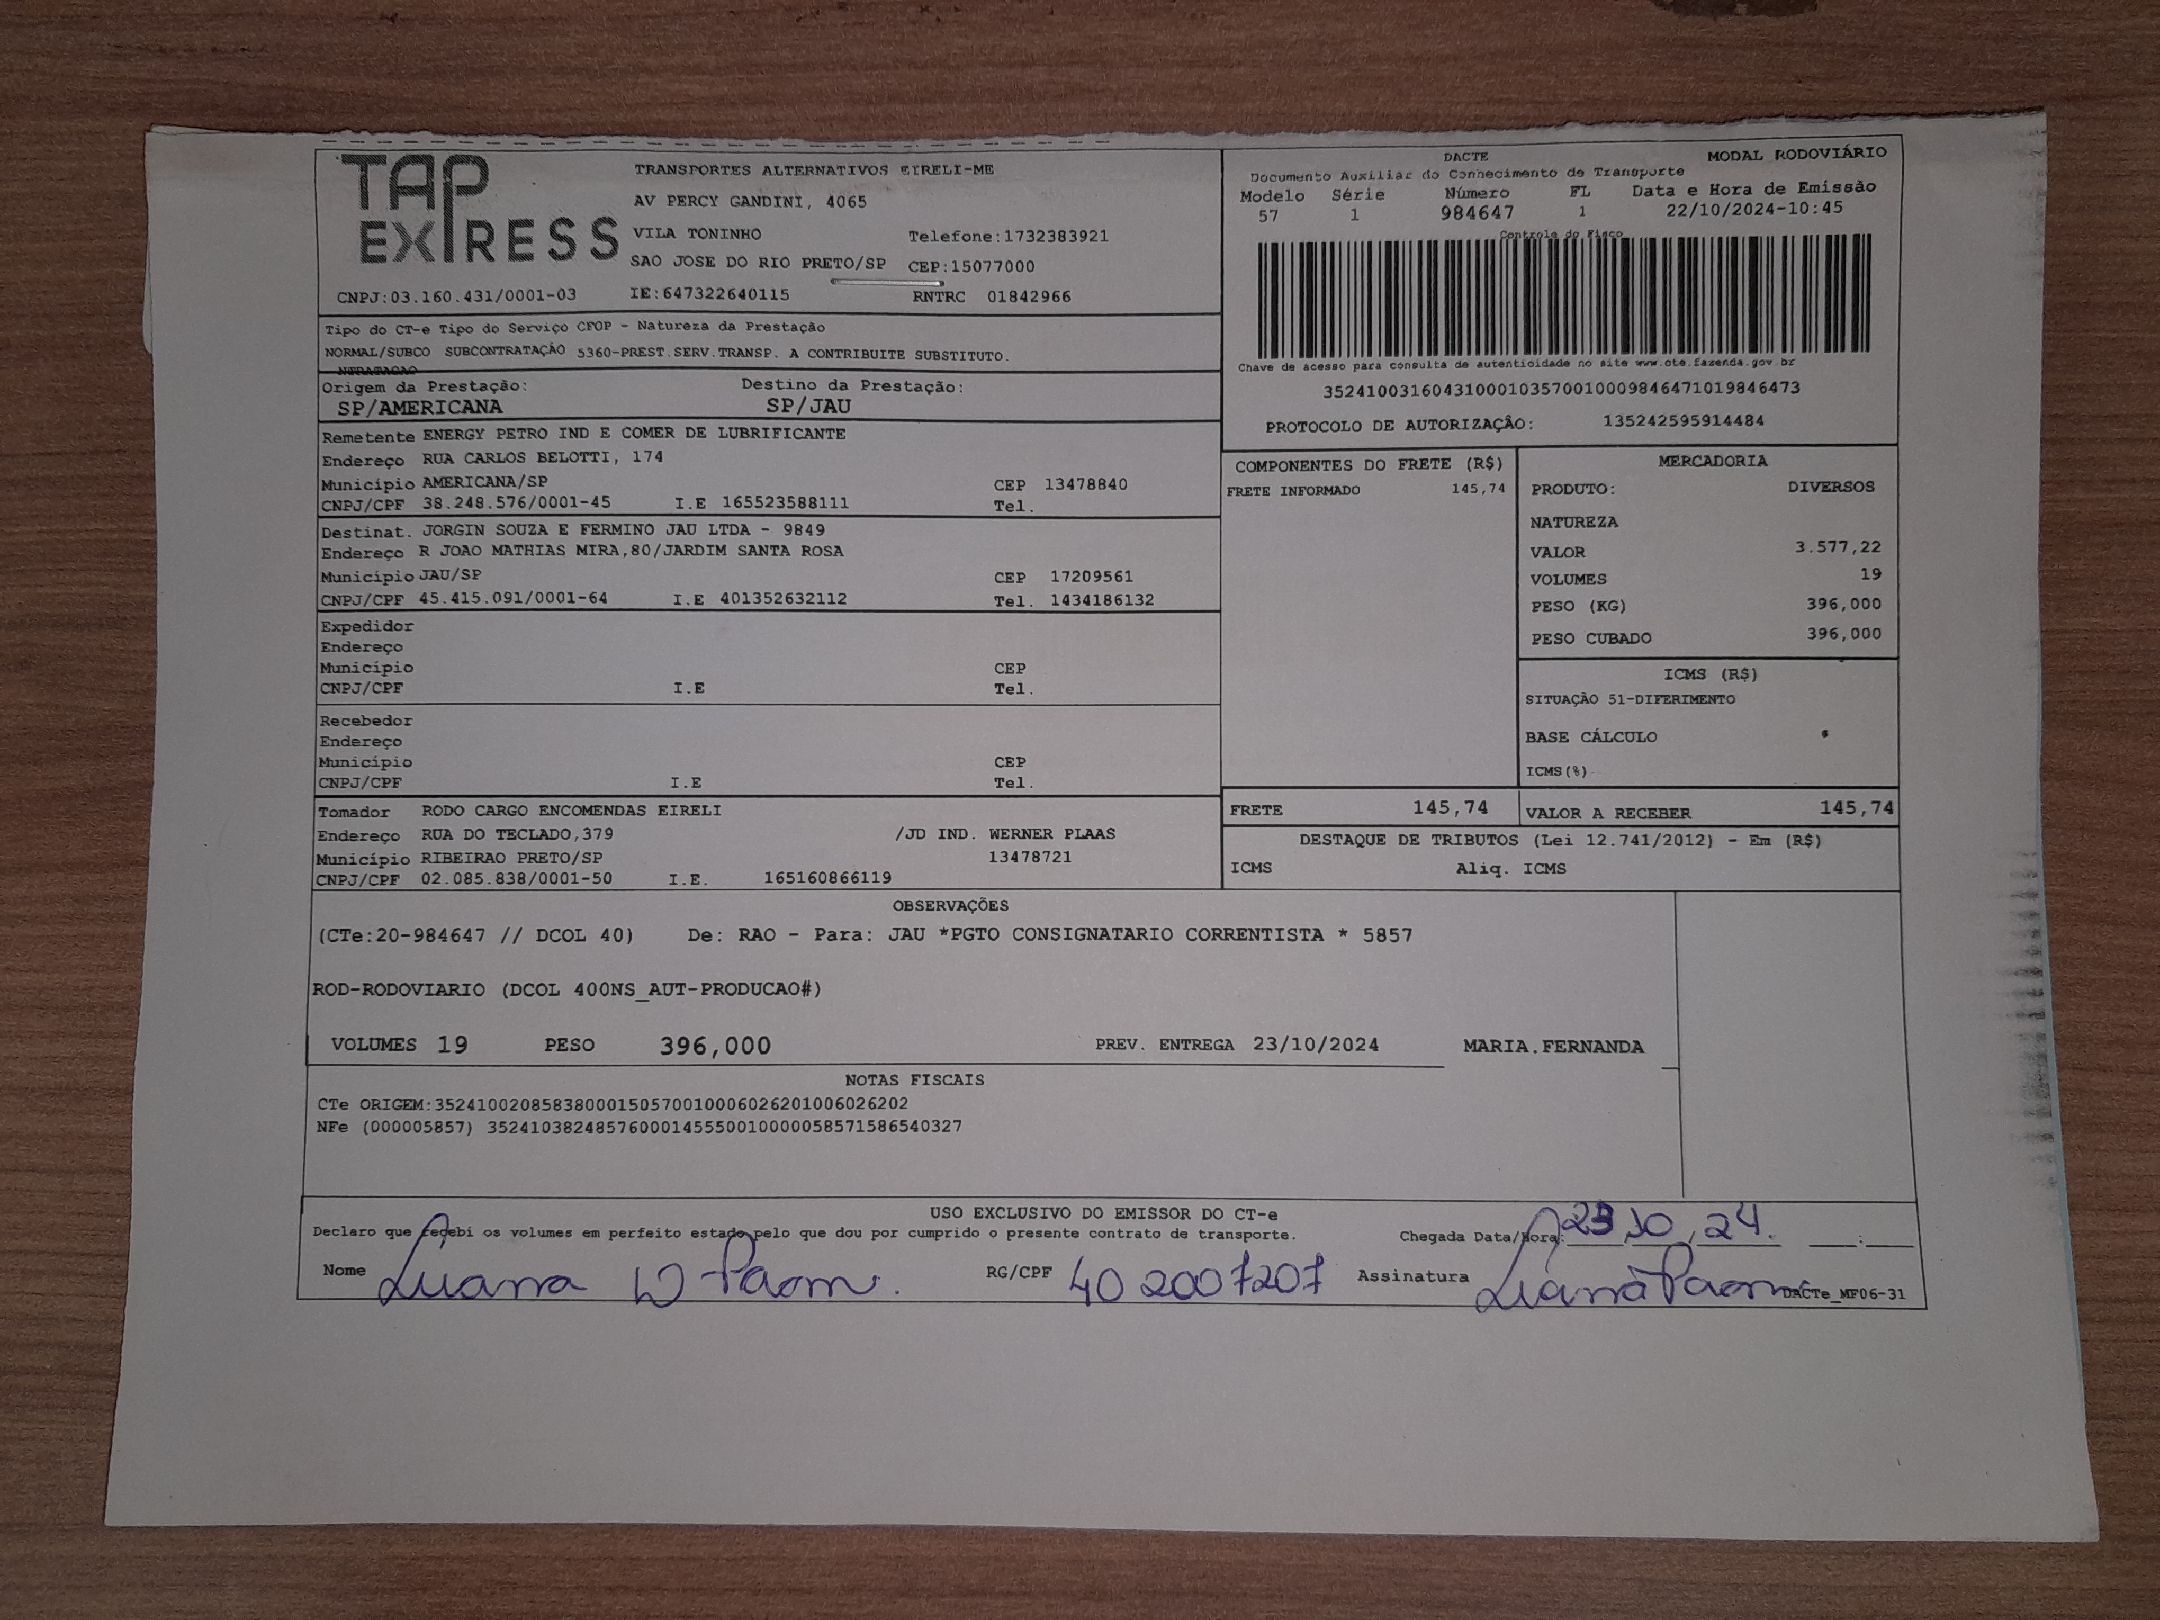 TAP
EXPRESS
TRANSPORTES ALTERNATIVOS EIRELI-ME
AV PERCY GANDINI, 4065
VILA TONINHO Telefone:1732383921
SAO JOSE DO RIO PRETO/SP CEP:15077000
CNPJ:03.160.431/0001-03 IE:647322640115 RNTRC 01842966
DACTE MODAL RODOVIÁRIO
Documento Auxiliar do Conhecimento de Transporte
Modelo Série Número FL Data e Hora de Emissão
57 1 984647 1 22/10/2024-10:45
Controle do Fisco
Chave de acesso para consulta de autenticidade no site www.cte.fazenda.gov.br
35241003160431000103570010009846471019846473
PROTOCOLO DE AUTORIZAÇÂO: 135242595914484
Tipo do CT-e Tipo do Serviço CFOP - Natureza da Prestação
NORMAL/SUBCO SUBCONTRATAÇÃO 5360-PREST.SERV.TRANSP. A CONTRIBUITE SUBSTITUTO.
NTRATACAO
Origem da Prestação: Destino da Prestação:
SP/AMERICANA SP/JAU
Remetente ENERGY PETRO IND E COMER DE LUBRIFICANTE
Endereço RUA CARLOS BELOTTI, 174
Município AMERICANA/SP CEP 13478840
CNPJ/CPF 38.248.576/0001-45 I.E 165523588111 Tel.
Destinat. JORGIN SOUZA E FERMINO JAU LTDA - 9849
Endereço R JOAO MATHIAS MIRA,80/JARDIM SANTA ROSA
Município JAU/SP CEP 17209561
CNPJ/CPF 45.415.091/0001-64 I.E 401352632112 Tel. 1434186132
Expedidor
Endereço
Município CEP
CNPJ/CPF I.E Tel.
Recebedor
Endereço
Município CEP
CNPJ/CPF I.E Tel.
Tomador RODO CARGO ENCOMENDAS EIRELI
Endereço RUA DO TECLADO,379 /JD IND. WERNER PLAAS
Município RIBEIRAO PRETO/SP 13478721
CNPJ/CPF 02.085.838/0001-50 I.E. 165160866119
COMPONENTES DO FRETE (R$)
FRETE INFORMADO 145,74
MERCADORIA
PRODUTO: DIVERSOS
NATUREZA
VALOR 3.577,22
VOLUMES 19
PESO (KG) 396,000
PESO CUBADO 396,000
ICMS (R$)
SITUAÇÃO 51-DIFERIMENTO
BASE CÁLCULO
ICMS(%)
FRETE 145,74 VALOR A RECEBER 145,74
DESTAQUE DE TRIBUTOS (Lei 12.741/2012) - Em (R$)
ICMS Aliq. ICMS
OBSERVAÇÕES
(CTe:20-984647 // DCOL 40) De: RAO - Para: JAU *PGTO CONSIGNATARIO CORRENTISTA * 5857
ROD-RODOVIARIO (DCOL 400NS_AUT-PRODUCAO#)
VOLUMES 19 PESO 396,000 PREV. ENTREGA 23/10/2024 MARIA.FERNANDA
NOTAS FISCAIS
CTe ORIGEM:35241002085838000150570010006026201006026202
NFe (000005857) 35241038248576000145550010000058571586540327
USO EXCLUSIVO DO EMISSOR DO CT-e
Declaro que recebi os volumes em perfeito estado pelo que dou por cumprido o presente contrato de transporte. Chegada Data/Hora: 23 10 24.
Nome Luana W Paom. RG/CPF 402007207 Assinatura Luana Paom
DACTe_MF06-31